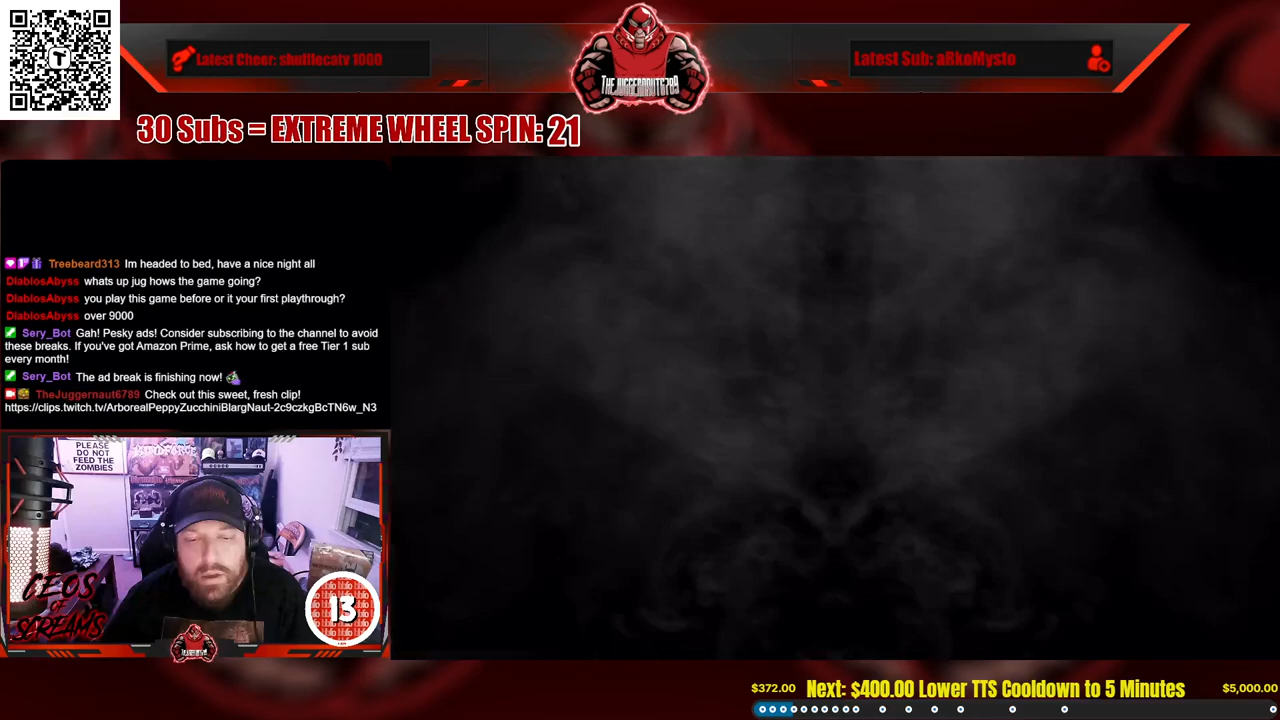 Latest Cheer: shufflecatv 1000
THEJUGGERNAUT6789
Latest Sub: aRkoMysto
30 Subs = EXTREME WHEEL SPIN: 21
Treebeard313 Im headed to bed, have a nice night all
DiablosAbyss whats up jug hows the game going?
DiablosAbyss you play this game before or it your first playthrough?
DiablosAbyss over 9000
Sery_Bot Gah! Pesky ads! Consider subscribing to the channel to avoid
these breaks. If you've got Amazon Prime, ask how to get a free Tier 1 sub
every month!
Sery_Bot The ad break is finishing now!
TheJuggernaut6789 Check out this sweet, fresh clip!
https://clips.twitch.tv/ArborealPeppyZucchiniBlargNaut-2c9czkgBcTN6w_N3
PLEASE
DO NOT
FEED THE
ZOMBIES
CEOS
OF
SCREAMS
13
$372.00 Next: $400.00 Lower TTS Cooldown to 5 Minutes $5,000.00